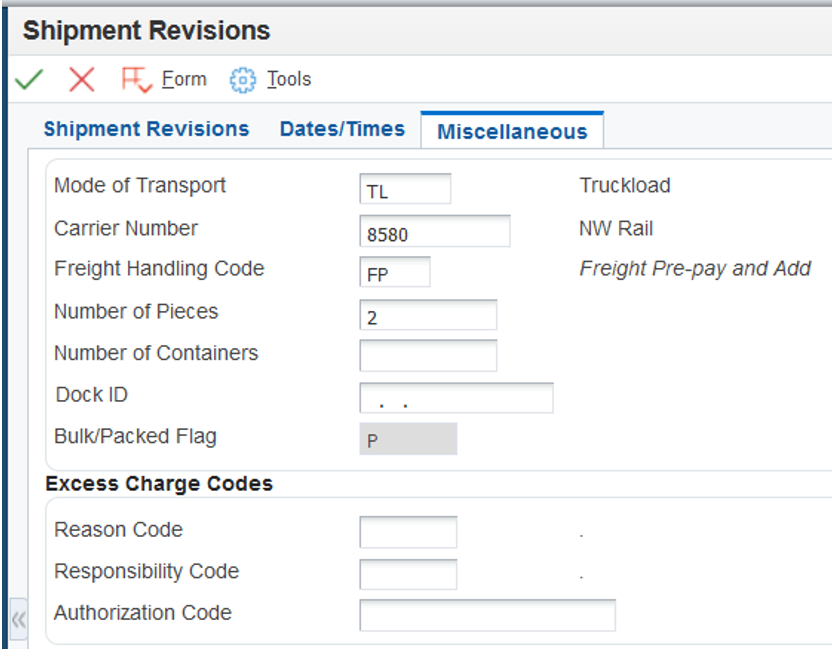 Shipment Revisions
Form Tools
Shipment Revisions Dates/Times Miscellaneous
Mode of Transport TL Truckload
Carrier Number 8580 NW Rail
Freight Handling Code FP Freight Pre-pay and Add
Number of Pieces 2
Number of Containers
Dock ID . .
Bulk/Packed Flag P
Excess Charge Codes
Reason Code .
Responsibility Code .
Authorization Code